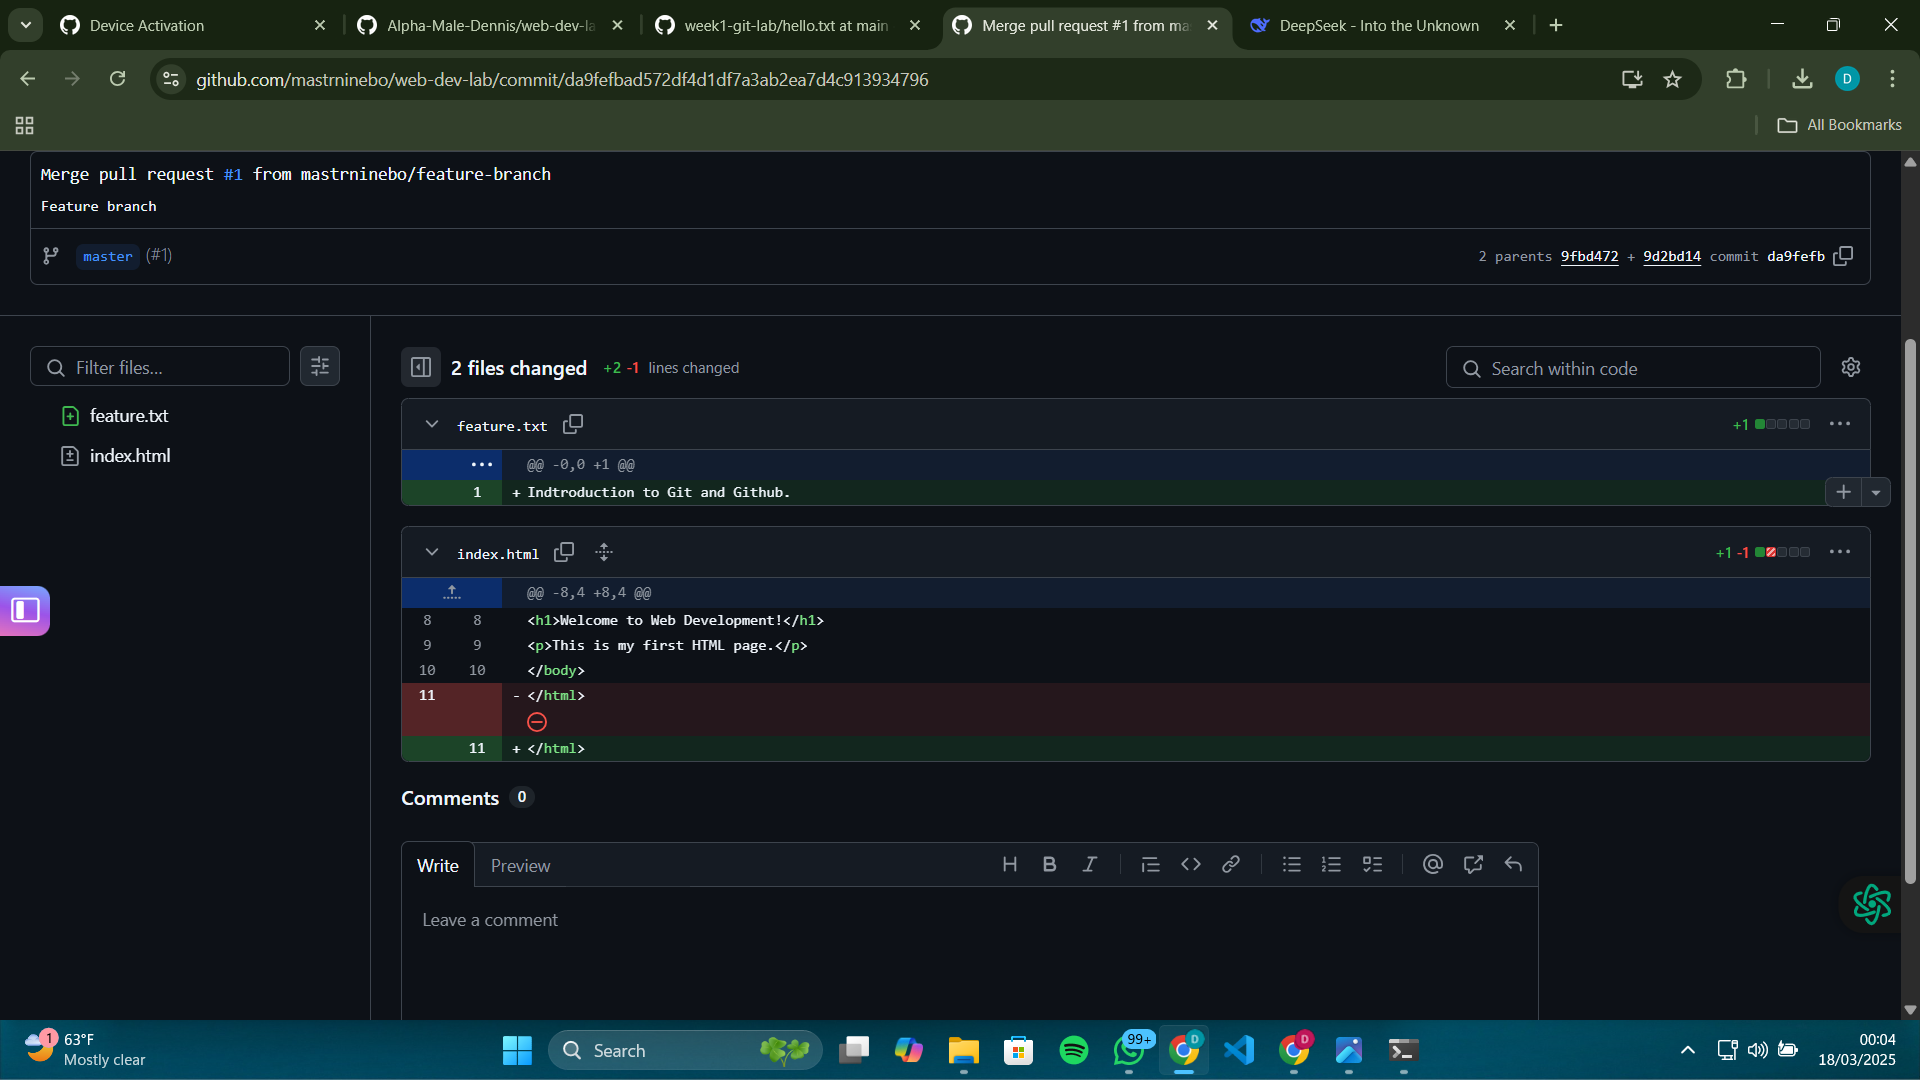 Device Activation
Alpha-Male-Dennis/web-dev-la
week1-git-lab/hello.txt at main
Merge pull request #1 from ma
DeepSeek - Into the Unknown
github.com/mastrninebo/web-dev-lab/commit/da9fefbad572df4d1df7a3ab2ea7d4c913934796
D
All Bookmarks
Merge pull request #1 from mastrninebo/feature-branch
Feature branch
master (#1)
2 parents 9fbd472 + 9d2bd14 commit da9fefb
Filter files...
feature.txt
index.html
2 files changed +2 -1 lines changed
Search within code
feature.txt
+1
@@ -0,0 +1 @@
1 + Indtroduction to Git and Github.
index.html
+1 -1
@@ -8,4 +8,4 @@
8 8 <h1>Welcome to Web Development!</h1>
9 9 <p>This is my first HTML page.</p>
10 10 </body>
11 - </html>
11 + </html>
Comments 0
Write Preview
Leave a comment
1
63°F
Mostly clear
Search
99+
D
D
00:04
18/03/2025